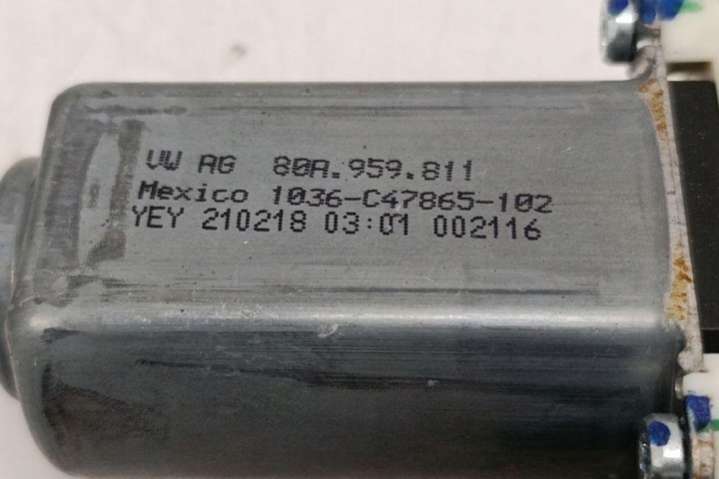 VW AG 80A.959.811
Mexico 1036-C47865-102
YEY 210218 03:01 002116